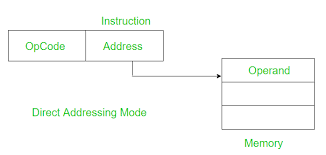 Instruction
OpCode Address
Operand
Direct Addressing Mode
Memory